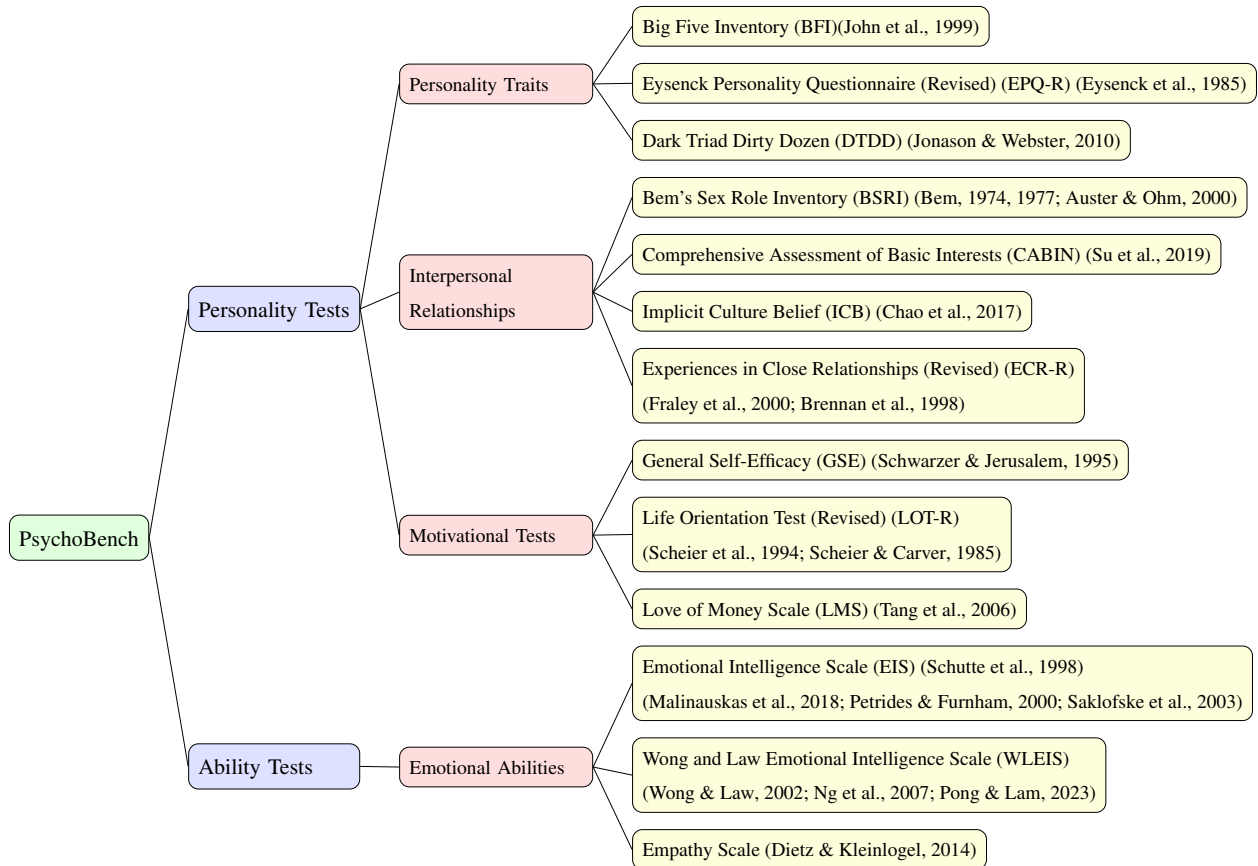 PsychoBench
Personality Tests
Personality Traits
Big Five Inventory (BFI)(John et al., 1999)
Eysenck Personality Questionnaire (Revised) (EPQ-R) (Eysenck et al., 1985)
Dark Triad Dirty Dozen (DTDD) (Jonason & Webster, 2010)
Interpersonal
Relationships
Bem's Sex Role Inventory (BSRI) (Bem, 1974, 1977; Auster & Ohm, 2000)
Comprehensive Assessment of Basic Interests (CABIN) (Su et al., 2019)
Implicit Culture Belief (ICB) (Chao et al., 2017)
Experiences in Close Relationships (Revised) (ECR-R)
(Fraley et al., 2000; Brennan et al., 1998)
Motivational Tests
General Self-Efficacy (GSE) (Schwarzer & Jerusalem, 1995)
Life Orientation Test (Revised) (LOT-R)
(Scheier et al., 1994; Scheier & Carver, 1985)
Love of Money Scale (LMS) (Tang et al., 2006)
Ability Tests
Emotional Abilities
Emotional Intelligence Scale (EIS) (Schutte et al., 1998)
(Malinauskas et al., 2018; Petrides & Furnham, 2000; Saklofske et al., 2003)
Wong and Law Emotional Intelligence Scale (WLEIS)
(Wong & Law, 2002; Ng et al., 2007; Pong & Lam, 2023)
Empathy Scale (Dietz & Kleinlogel, 2014)